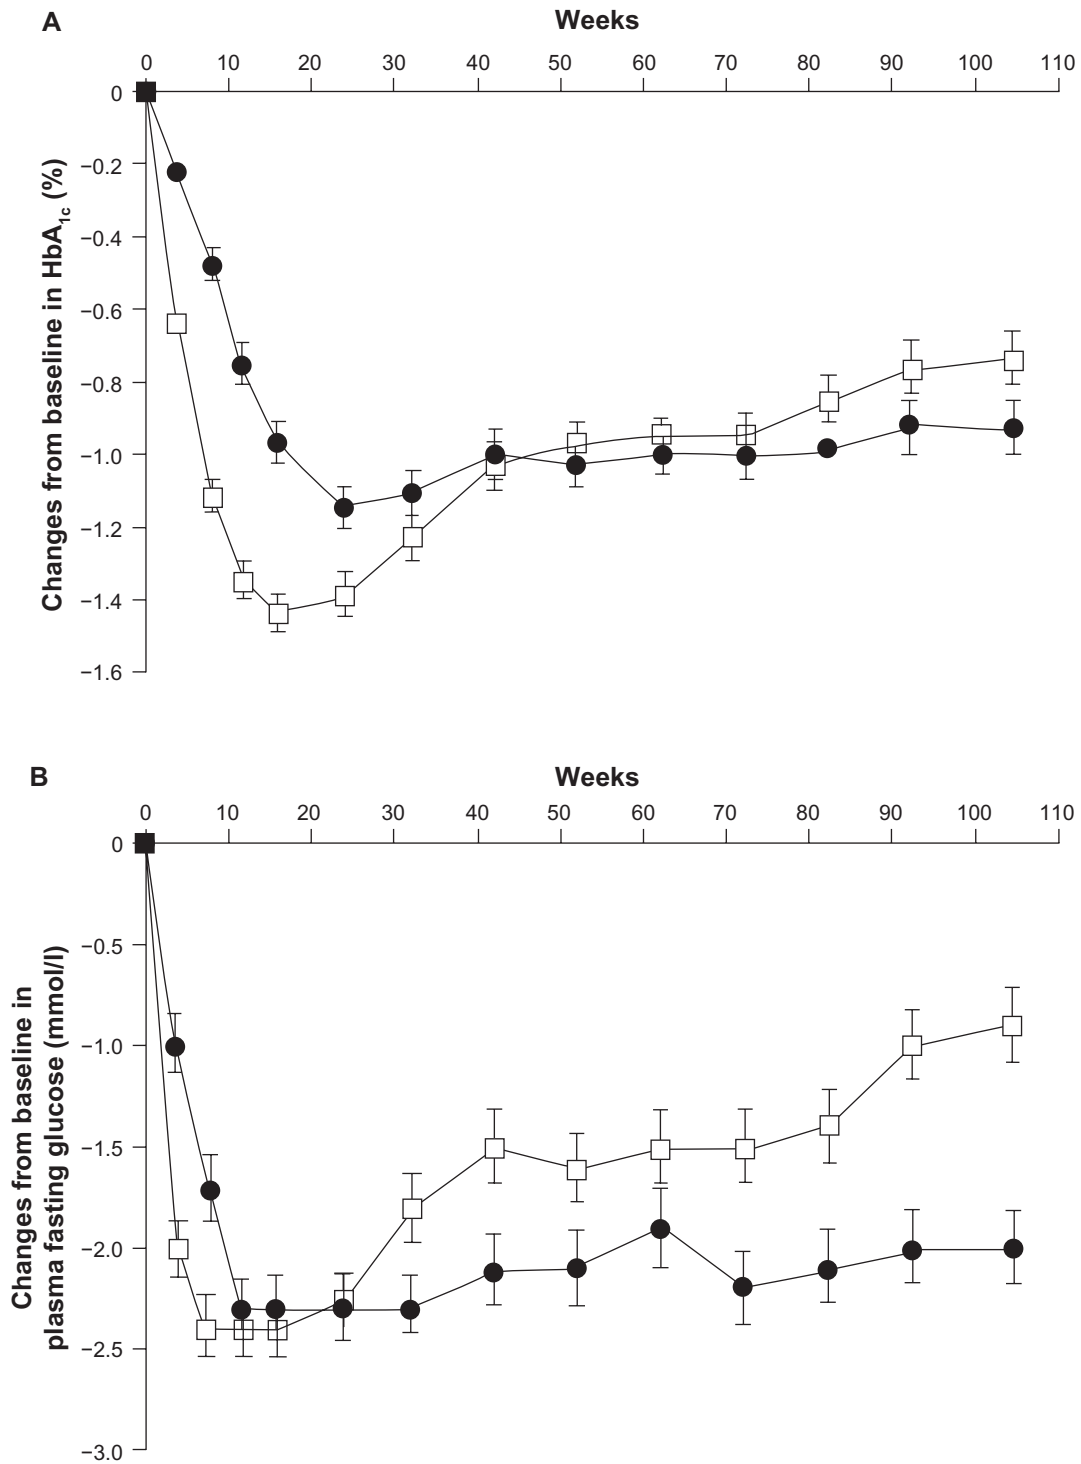 A
Weeks
0 10 20 30 40 50 60 70 80 90 100 110
0
−0.2
−0.4
−0.6
−0.8
−1.0
−1.2
−1.4
−1.6
Changes from baseline in HbA1c (%)
B
Weeks
0 10 20 30 40 50 60 70 80 90 100 110
0
−0.5
−1.0
−1.5
−2.0
−2.5
−3.0
Changes from baseline in
plasma fasting glucose (mmol/l)